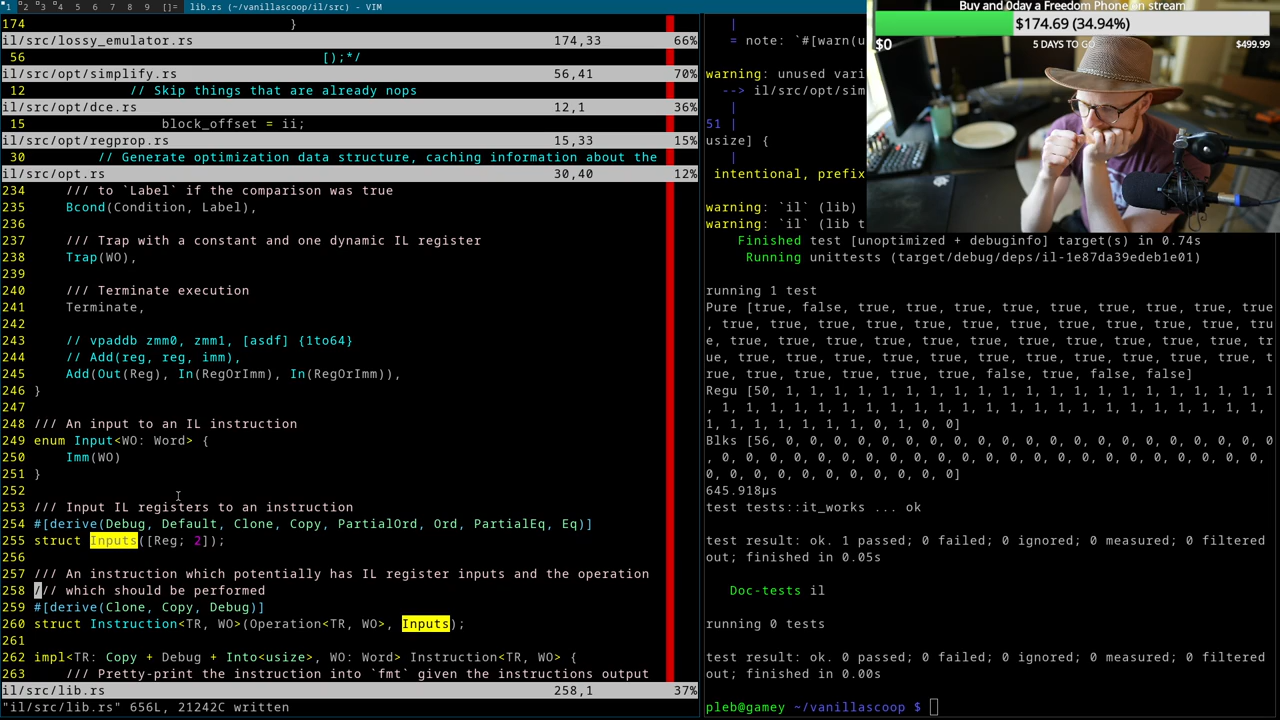 1 2 3 4 5 6 7 8 9 []= lib.rs (~/vanillascoop/il/src) - VIM
174 }
il/src/lossy_emulator.rs 174,33 66%
56 [);*/
il/src/opt/simplify.rs 56,41 70%
12 // Skip things that are already nops
il/src/opt/dce.rs 12,1 36%
15 block_offset = ii;
il/src/opt/regprop.rs 15,33 15%
30 // Generate optimization data structure, caching information about the
il/src/opt.rs 30,40 12%
234 /// to `Label` if the comparison was true
235 Bcond(Condition, Label),
236
237 /// Trap with a constant and one dynamic IL register
238 Trap(WO),
239
240 /// Terminate execution
241 Terminate,
242
243 // vpaddb zmm0, zmm1, [asdf] {1to64}
244 // Add(reg, reg, imm),
245 Add(Out(Reg), In(RegOrImm), In(RegOrImm)),
246 }
247
248 /// An input to an IL instruction
249 enum Input<WO: Word> {
250 Imm(WO)
251 }
252
253 /// Input IL registers to an instruction
254 #[derive(Debug, Default, Clone, Copy, PartialOrd, Ord, PartialEq, Eq)]
255 struct Inputs([Reg; 2]);
256
257 /// An instruction which potentially has IL register inputs and the operation
258 /// which should be performed
259 #[derive(Clone, Copy, Debug)]
260 struct Instruction<TR, WO>(Operation<TR, WO>, Inputs);
261
262 impl<TR: Copy + Debug + Into<usize>, WO: Word> Instruction<TR, WO> {
263 /// Pretty-print the instruction into `fmt` given the instructions output
il/src/lib.rs 258,1 37%
"il/src/lib.rs" 656L, 21242C written
|
= note: `#[warn(u
warning: unused vari
--> il/src/opt/sim
|
51 |
usize] {
|
intentional, prefix
warning: `il` (lib)
warning: `il` (lib t
Finished test [unoptimized + debuginfo] target(s) in 0.74s
Running unittests (target/debug/deps/il-1e87da39edeb1e01)
running 1 test
Pure [true, false, true, true, true, true, true, true, true, true, true
, true, true, true, true, true, true, true, true, true, true, true, tru
e, true, true, true, true, true, true, true, true, true, true, true, tr
ue, true, true, true, true, true, true, true, true, true, true, true, t
rue, true, true, true, true, true, false, true, false, false]
Regu [50, 1, 1, 1, 1, 1, 1, 1, 1, 1, 1, 1, 1, 1, 1, 1, 1, 1, 1, 1, 1, 1
, 1, 1, 1, 1, 1, 1, 1, 1, 1, 1, 1, 1, 1, 1, 1, 1, 1, 1, 1, 1, 1, 1, 1,
1, 1, 1, 1, 1, 1, 1, 0, 1, 0, 0]
Blks [56, 0, 0, 0, 0, 0, 0, 0, 0, 0, 0, 0, 0, 0, 0, 0, 0, 0, 0, 0, 0, 0
, 0, 0, 0, 0, 0, 0, 0, 0, 0, 0, 0, 0, 0, 0, 0, 0, 0, 0, 0, 0, 0, 0, 0,
0, 0, 0, 0, 0, 0, 0, 0, 0, 0, 0]
645.918µs
test tests::it_works ... ok
test result: ok. 1 passed; 0 failed; 0 ignored; 0 measured; 0 filtered
out; finished in 0.05s
Doc-tests il
running 0 tests
test result: ok. 0 passed; 0 failed; 0 ignored; 0 measured; 0 filtered
out; finished in 0.00s
pleb@gamey ~/vanillascoop $
Buy and 0day a Freedom Phone on stream
$174.69 (34.94%)
$0 5 DAYS TO GO $499.99